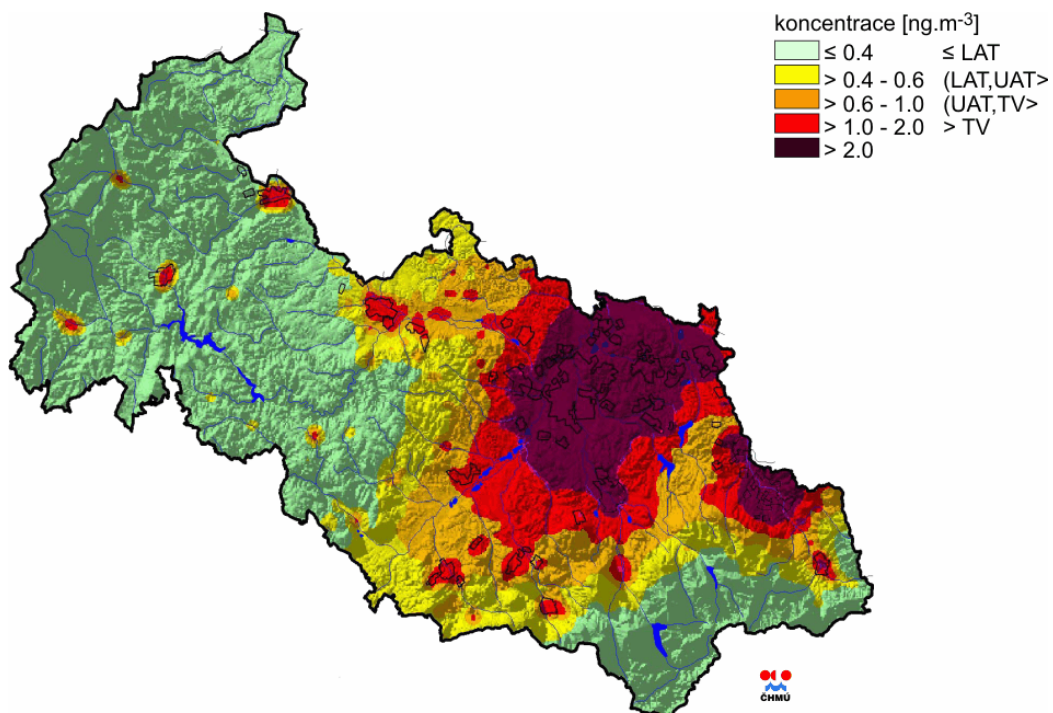 koncentrace [ng.m-3]
≤ 0.4 ≤ LAT
> 0.4 - 0.6 (LAT,UAT>
> 0.6 - 1.0 (UAT,TV>
> 1.0 - 2.0 > TV
> 2.0
ČHMÚ